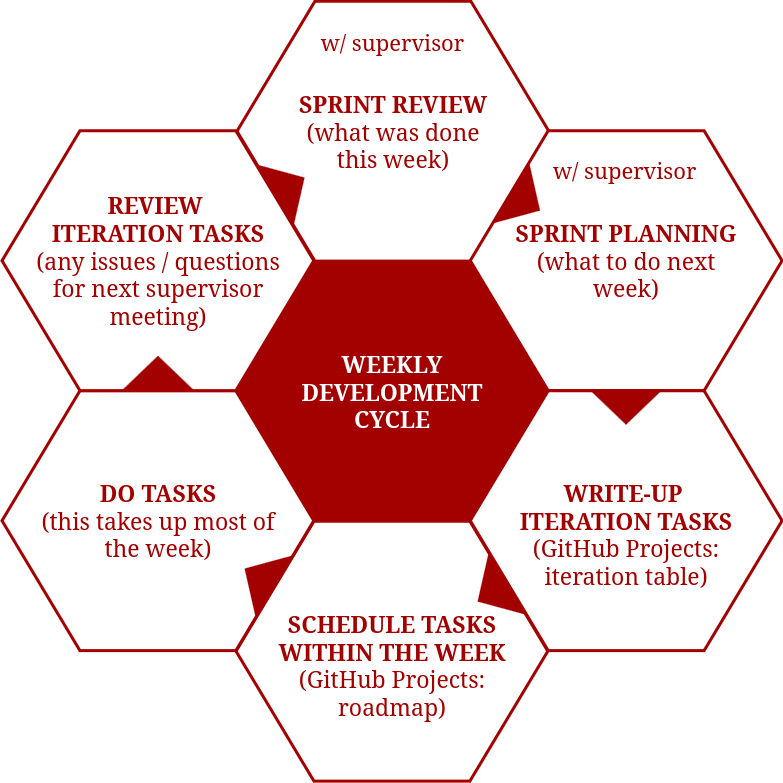 w/ supervisor
SPRINT REVIEW
(what was done
this week)
w/ supervisor
SPRINT PLANNING
(what to do next
week)
WRITE-UP
ITERATION TASKS
(GitHub Projects:
iteration table)
SCHEDULE TASKS
WITHIN THE WEEK
(GitHub Projects:
roadmap)
DO TASKS
(this takes up most of
the week)
REVIEW
ITERATION TASKS
(any issues / questions
for next supervisor
meeting)
WEEKLY
DEVELOPMENT
CYCLE